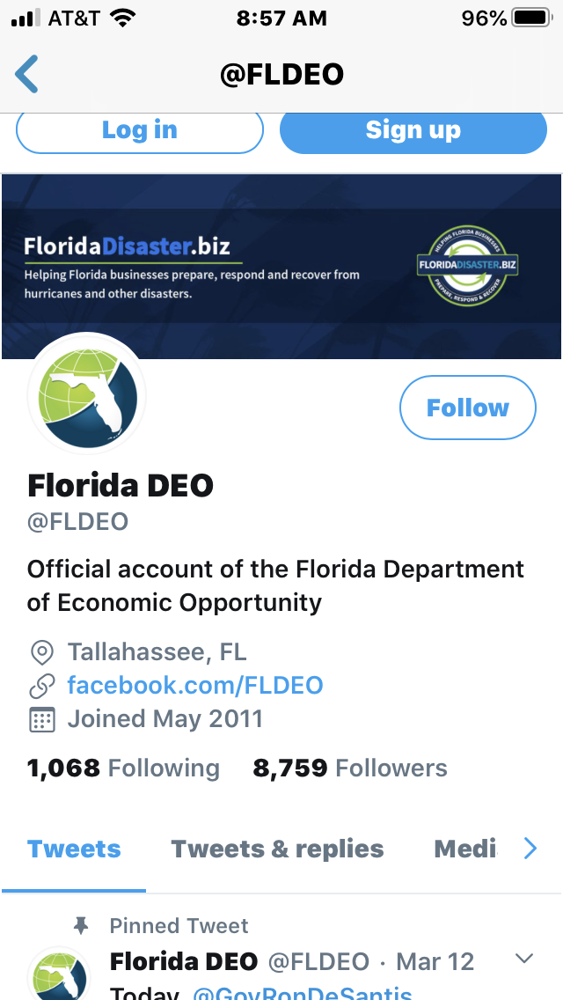 AT&T 8:57 AM 96%
@FLDEO
Log in Sign up
FloridaDisaster.biz
Helping Florida businesses prepare, respond and recover from
hurricanes and other disasters.
HELPING FLORIDA BUSINESSES
FLORIDADISASTER.BIZ
PREPARE, RESPOND & RECOVER
Follow
Florida DEO
@FLDEO
Official account of the Florida Department
of Economic Opportunity
Tallahassee, FL
facebook.com/FLDEO
Joined May 2011
1,068 Following 8,759 Followers
Tweets Tweets & replies Medi
Pinned Tweet
Florida DEO @FLDEO · Mar 12
Today, @GovRonDeSantis